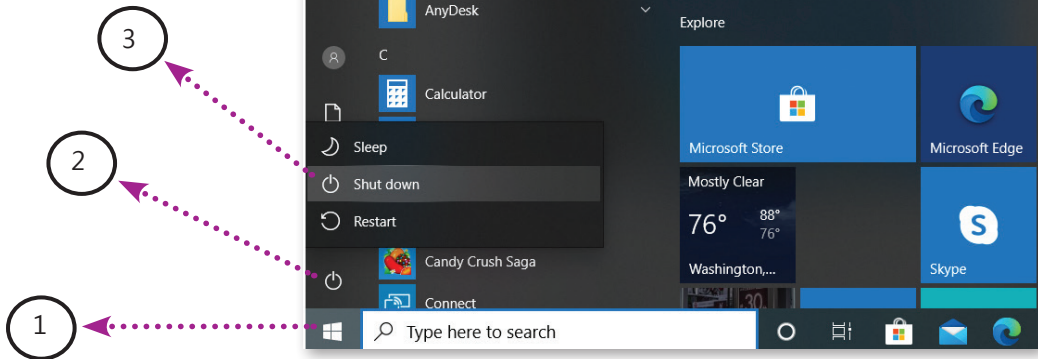 3
2
1
AnyDesk
C
Calculator
Sleep
Shut down
Restart
Candy Crush Saga
Connect
Type here to search
Explore
Microsoft Store
Microsoft Edge
Mostly Clear
76° 88°
76°
Washington,...
Skype
30